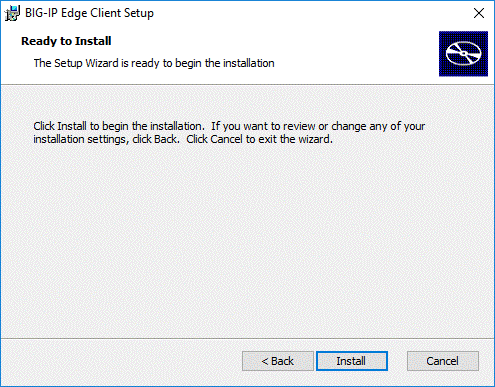 BIG-IP Edge Client Setup
Ready to Install
The Setup Wizard is ready to begin the installation
Click Install to begin the installation.  If you want to review or change any of your
installation settings, click Back.  Click Cancel to exit the wizard.
< Back
Install
Cancel